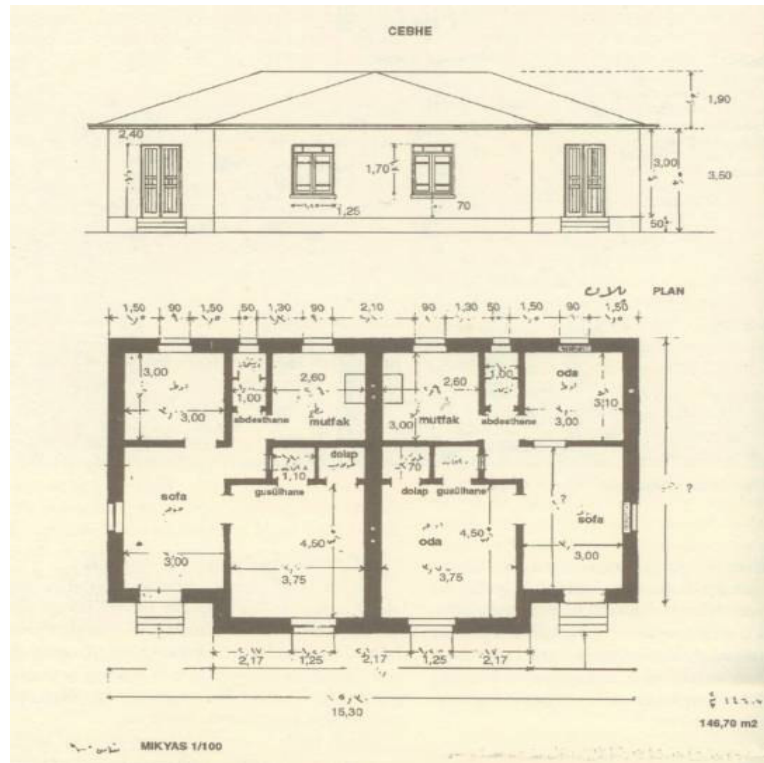 CEBHE
1,90
2,40
3,00
1,70
3,50
1,25
70
50
پلان PLAN
1,50 90 1,50 50 1,30 90 2,10 90 1,30 50 1,50 90 1,50
3,00 2,60 2,60 1,00 oda
1,00 3,10
3,00 abdesthane mutfak mutfak abdesthane 3,00
3,00
dolap 70
1,10
sofa gusülhane dolap gusülhane ?
sofa
4,50 oda 4,50
3,00 3,75 3,75 3,00
2,17 1,25 2,17 1,25 2,17
15,30
146,70 m2
MIKYAS 1/100